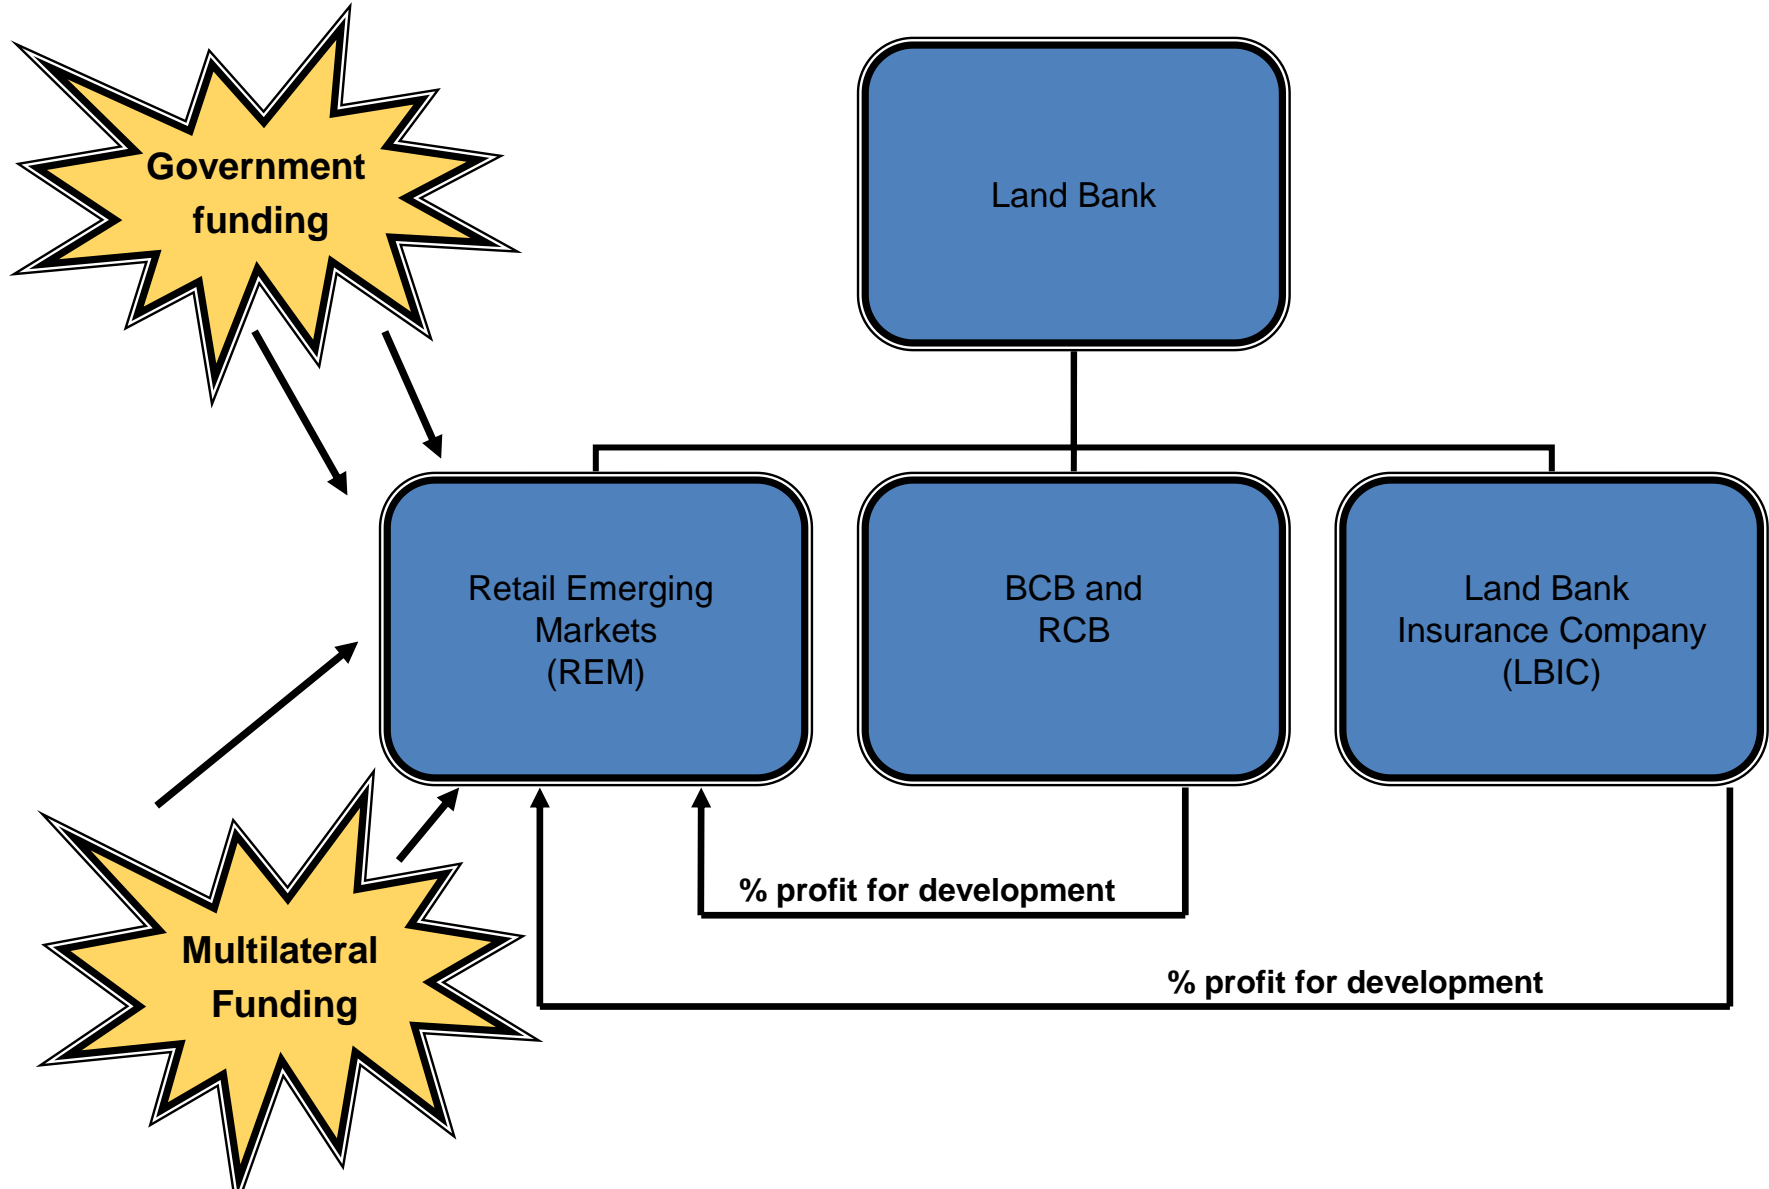 Government
funding
Land Bank
Retail Emerging
Markets
(REM)
BCB and
RCB
Land Bank
Insurance Company
(LBIC)
% profit for development
% profit for development
Multilateral
Funding